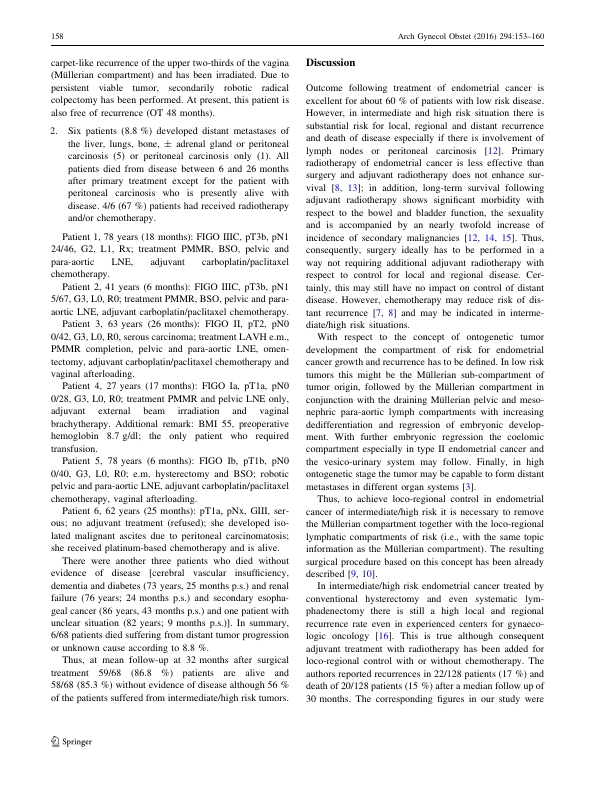 158
Arch Gynecol Obstet (2016) 294:153–160
carpet-like recurrence of the upper two-thirds of the vagina
(Müllerian compartment) and has been irradiated. Due to
persistent viable tumor, secondarily robotic radical
colpectomy has been performed. At present, this patient is
also free of recurrence (OT 48 months).
2. Six patients (8.8 %) developed distant metastases of
the liver, lungs, bone, ± adrenal gland or peritoneal
carcinosis (5) or peritoneal carcinosis only (1). All
patients died from disease between 6 and 26 months
after primary treatment except for the patient with
peritoneal carcinosis who is presently alive with
disease. 4/6 (67 %) patients had received radiotherapy
and/or chemotherapy.
Patient 1, 78 years (18 months): FIGO IIIC, pT3b, pN1
24/46, G2, L1, Rx; treatment PMMR, BSO, pelvic and
para-aortic LNE, adjuvant carboplatin/paclitaxel
chemotherapy.
Patient 2, 41 years (6 months): FIGO IIIC, pT3b, pN1
5/67, G3, L0, R0; treatment PMMR, BSO, pelvic and para-
aortic LNE, adjuvant carboplatin/paclitaxel chemotherapy.
Patient 3, 63 years (26 months): FIGO II, pT2, pN0
0/42, G3, L0, R0, serous carcinoma; treatment LAVH e.m.,
PMMR completion, pelvic and para-aortic LNE, omen-
tectomy, adjuvant carboplatin/paclitaxel chemotherapy and
vaginal afterloading.
Patient 4, 27 years (17 months): FIGO Ia, pT1a, pN0
0/28, G3, L0, R0; treatment PMMR and pelvic LNE only,
adjuvant external beam irradiation and vaginal
brachytherapy. Additional remark: BMI 55, preoperative
hemoglobin 8.7 g/dl; the only patient who required
transfusion.
Patient 5, 78 years (6 months): FIGO Ib, pT1b, pN0
0/40, G3, L0, R0; e.m. hysterectomy and BSO; robotic
pelvic and para-aortic LNE, adjuvant carboplatin/paclitaxel
chemotherapy, vaginal afterloading.
Patient 6, 62 years (25 months): pT1a, pNx, GIII, ser-
ous; no adjuvant treatment (refused); she developed iso-
lated malignant ascites due to peritoneal carcinomatosis;
she received platinum-based chemotherapy and is alive.
There were another three patients who died without
evidence of disease [cerebral vascular insufficiency,
dementia and diabetes (73 years, 25 months p.s.) and renal
failure (76 years; 24 months p.s.) and secondary esopha-
geal cancer (86 years, 43 months p.s.) and one patient with
unclear situation (82 years; 9 months p.s.)]. In summary,
6/68 patients died suffering from distant tumor progression
or unknown cause according to 8.8 %.
Thus, at mean follow-up at 32 months after surgical
treatment 59/68 (86.8 %) patients are alive and
58/68 (85.3 %) without evidence of disease although 56 %
of the patients suffered from intermediate/high risk tumors.
Discussion
Outcome following treatment of endometrial cancer is
excellent for about 60 % of patients with low risk disease.
However, in intermediate and high risk situation there is
substantial risk for local, regional and distant recurrence
and death of disease especially if there is involvement of
lymph nodes or peritoneal carcinosis [12]. Primary
radiotherapy of endometrial cancer is less effective than
surgery and adjuvant radiotherapy does not enhance sur-
vival [8, 13]; in addition, long-term survival following
adjuvant radiotherapy shows significant morbidity with
respect to the bowel and bladder function, the sexuality
and is accompanied by an nearly twofold increase of
incidence of secondary malignancies [12, 14, 15]. Thus,
consequently, surgery ideally has to be performed in a
way not requiring additional adjuvant radiotherapy with
respect to control for local and regional disease. Cer-
tainly, this may still have no impact on control of distant
disease. However, chemotherapy may reduce risk of dis-
tant recurrence [7, 8] and may be indicated in interme-
diate/high risk situations.
With respect to the concept of ontogenetic tumor
development the compartment of risk for endometrial
cancer growth and recurrence has to be defined. In low risk
tumors this might be the Müllerian sub-compartment of
tumor origin, followed by the Müllerian compartment in
conjunction with the draining Müllerian pelvic and meso-
nephric para-aortic lymph compartments with increasing
dedifferentiation and regression of embryonic develop-
ment. With further embryonic regression the coelomic
compartment especially in type II endometrial cancer and
the vesico-urinary system may follow. Finally, in high
ontogenetic stage the tumor may be capable to form distant
metastases in different organ systems [3].
Thus, to achieve loco-regional control in endometrial
cancer of intermediate/high risk it is necessary to remove
the Müllerian compartment together with the loco-regional
lymphatic compartments of risk (i.e., with the same topic
information as the Müllerian compartment). The resulting
surgical procedure based on this concept has been already
described [9, 10].
In intermediate/high risk endometrial cancer treated by
conventional hysterectomy and even systematic lym-
phadenectomy there is still a high local and regional
recurrence rate even in experienced centers for gynaeco-
logic oncology [16]. This is true although consequent
adjuvant treatment with radiotherapy has been added for
loco-regional control with or without chemotherapy. The
authors reported recurrences in 22/128 patients (17 %) and
death of 20/128 patients (15 %) after a median follow up of
30 months. The corresponding figures in our study were
Springer